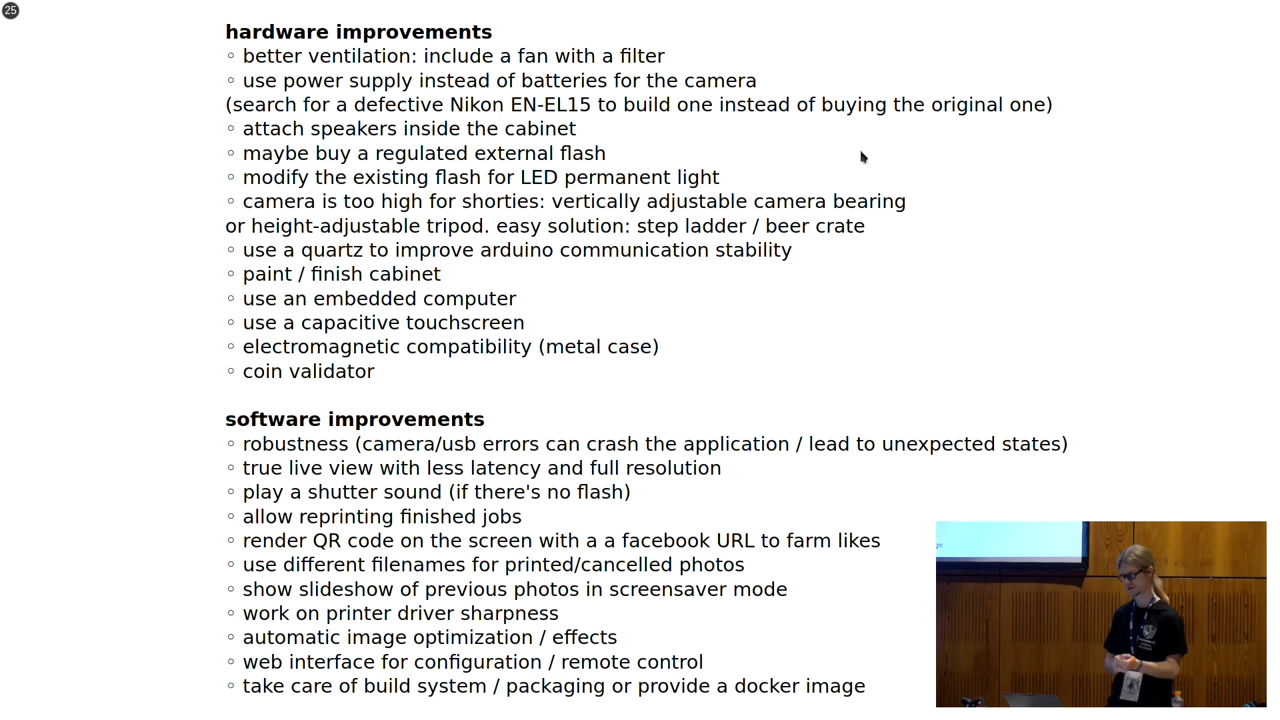 25
hardware improvements
◦ better ventilation: include a fan with a filter
◦ use power supply instead of batteries for the camera
(search for a defective Nikon EN-EL15 to build one instead of buying the original one)
◦ attach speakers inside the cabinet
◦ maybe buy a regulated external flash
◦ modify the existing flash for LED permanent light
◦ camera is too high for shorties: vertically adjustable camera bearing
or height-adjustable tripod. easy solution: step ladder / beer crate
◦ use a quartz to improve arduino communication stability
◦ paint / finish cabinet
◦ use an embedded computer
◦ use a capacitive touchscreen
◦ electromagnetic compatibility (metal case)
◦ coin validator
software improvements
◦ robustness (camera/usb errors can crash the application / lead to unexpected states)
◦ true live view with less latency and full resolution
◦ play a shutter sound (if there's no flash)
◦ allow reprinting finished jobs
◦ render QR code on the screen with a a facebook URL to farm likes
◦ use different filenames for printed/cancelled photos
◦ show slideshow of previous photos in screensaver mode
◦ work on printer driver sharpness
◦ automatic image optimization / effects
◦ web interface for configuration / remote control
◦ take care of build system / packaging or provide a docker image